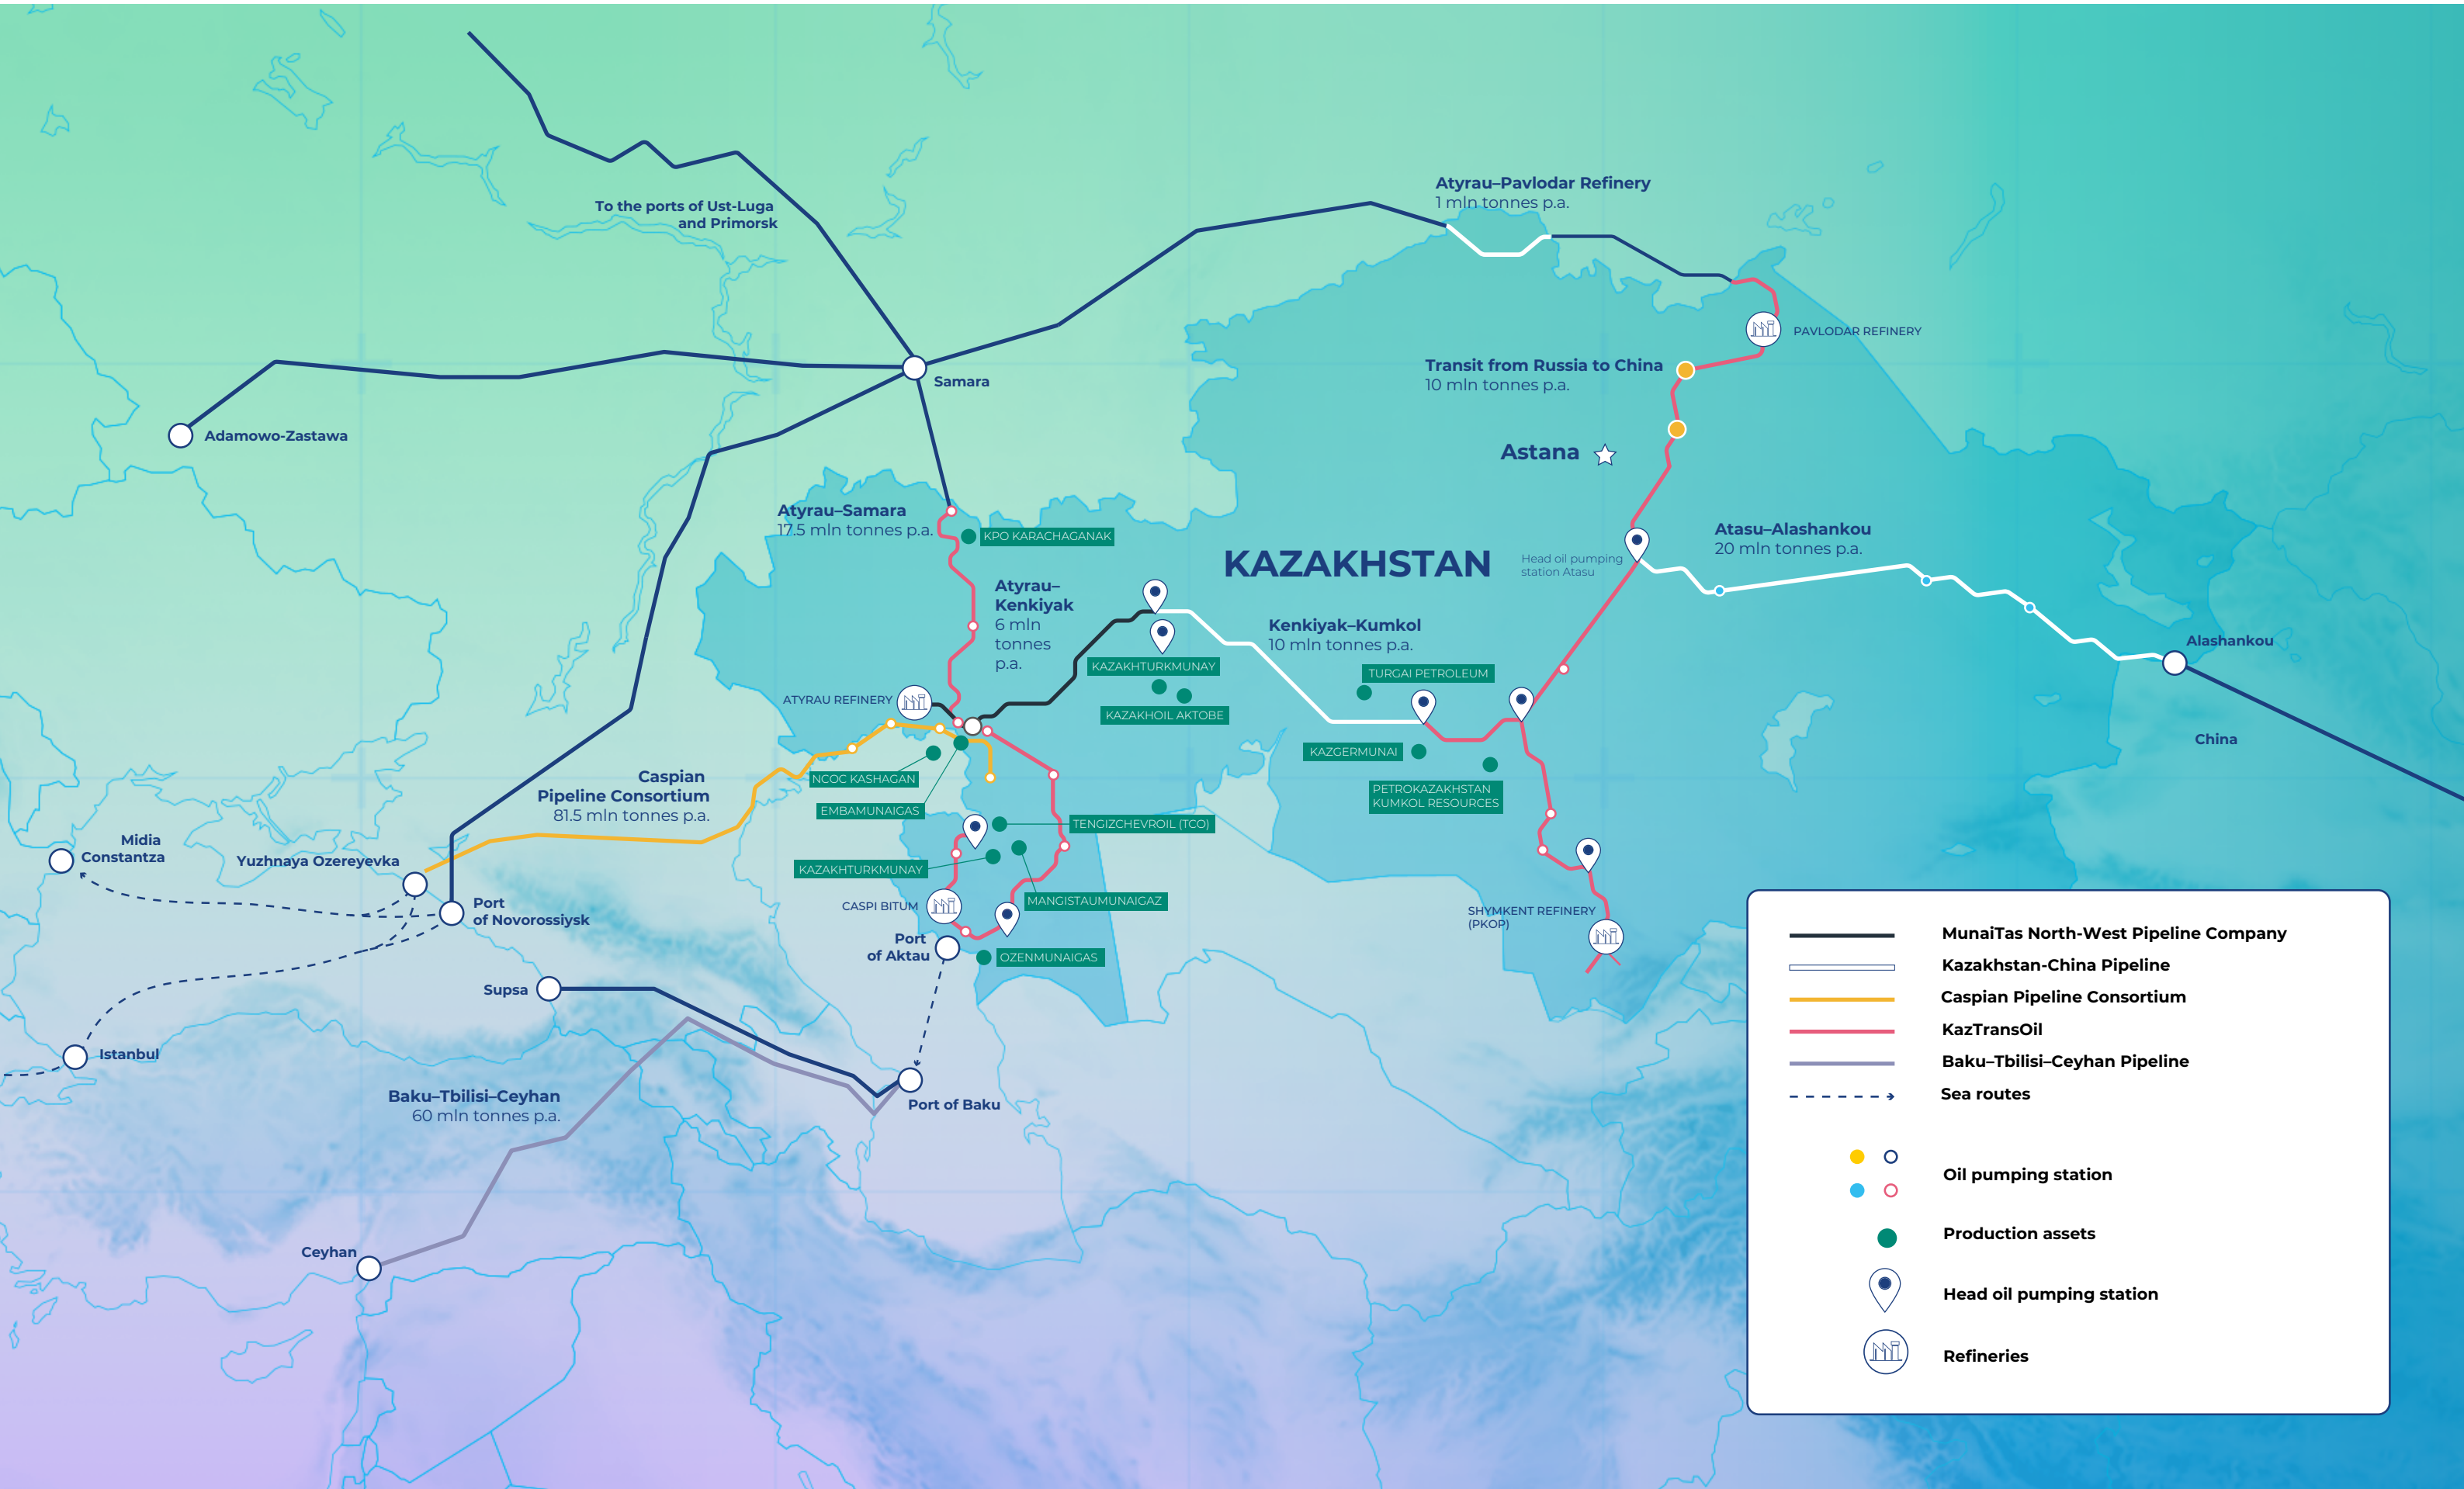 To the ports of Ust-Luga
and Primorsk
Atyrau–Pavlodar Refinery
1 mln tonnes p.a.
PAVLODAR REFINERY
Transit from Russia to China
10 mln tonnes p.a.
Samara
Adamowo-Zastawa
Astana
Atyrau–Samara
17.5 mln tonnes p.a.
KPO KARACHAGANAK
KAZAKHSTAN
Head oil pumping
station Atasu
Atasu–Alashankou
20 mln tonnes p.a.
Atyrau–
Kenkiyak
6 mln
tonnes
p.a.
Kenkiyak–Kumkol
10 mln tonnes p.a.
Alashankou
China
KAZAKHTURKMUNAY
KAZAKHOIL AKTOBE
TURGAI PETROLEUM
KAZGERMUNAI
PETROKAZAKHSTAN
KUMKOL RESOURCES
ATYRAU REFINERY
NCOC KASHAGAN
EMBAMUNAIGAS
Caspian
Pipeline Consortium
81.5 mln tonnes p.a.
TENGIZCHEVROIL (TCO)
KAZAKHTURKMUNAY
MANGISTAUMUNAIGAZ
CASPI BITUM
Port
of Aktau
OZENMUNAIGAS
SHYMKENT REFINERY
(PKOP)
Midia
Constantza
Yuzhnaya Ozereyevka
Port
of Novorossiysk
Supsa
Istanbul
Baku–Tbilisi–Ceyhan
60 mln tonnes p.a.
Port of Baku
Ceyhan
MunaiTas North-West Pipeline Company
Kazakhstan-China Pipeline
Caspian Pipeline Consortium
KazTransOil
Baku–Tbilisi–Ceyhan Pipeline
Sea routes
Oil pumping station
Production assets
Head oil pumping station
Refineries